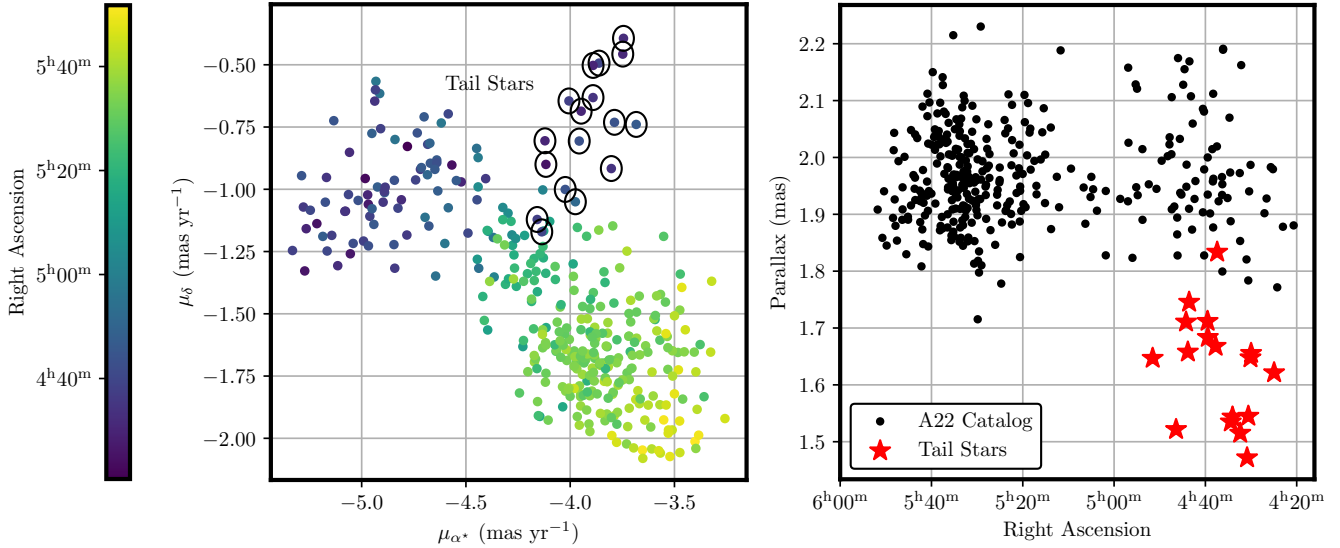 Right Ascension
5ʰ40ᵐ
5ʰ20ᵐ
5ʰ00ᵐ
4ʰ40ᵐ
μ_δ (mas yr⁻¹)
−0.50
−0.75
−1.00
−1.25
−1.50
−1.75
−2.00
Tail Stars
−5.0
−4.5
−4.0
−3.5
μ_α⋆ (mas yr⁻¹)
Parallax (mas)
2.2
2.1
2.0
1.9
1.8
1.7
1.6
1.5
A22 Catalog
Tail Stars
6ʰ00ᵐ
5ʰ40ᵐ
5ʰ20ᵐ
5ʰ00ᵐ
4ʰ40ᵐ
4ʰ20ᵐ
Right Ascension